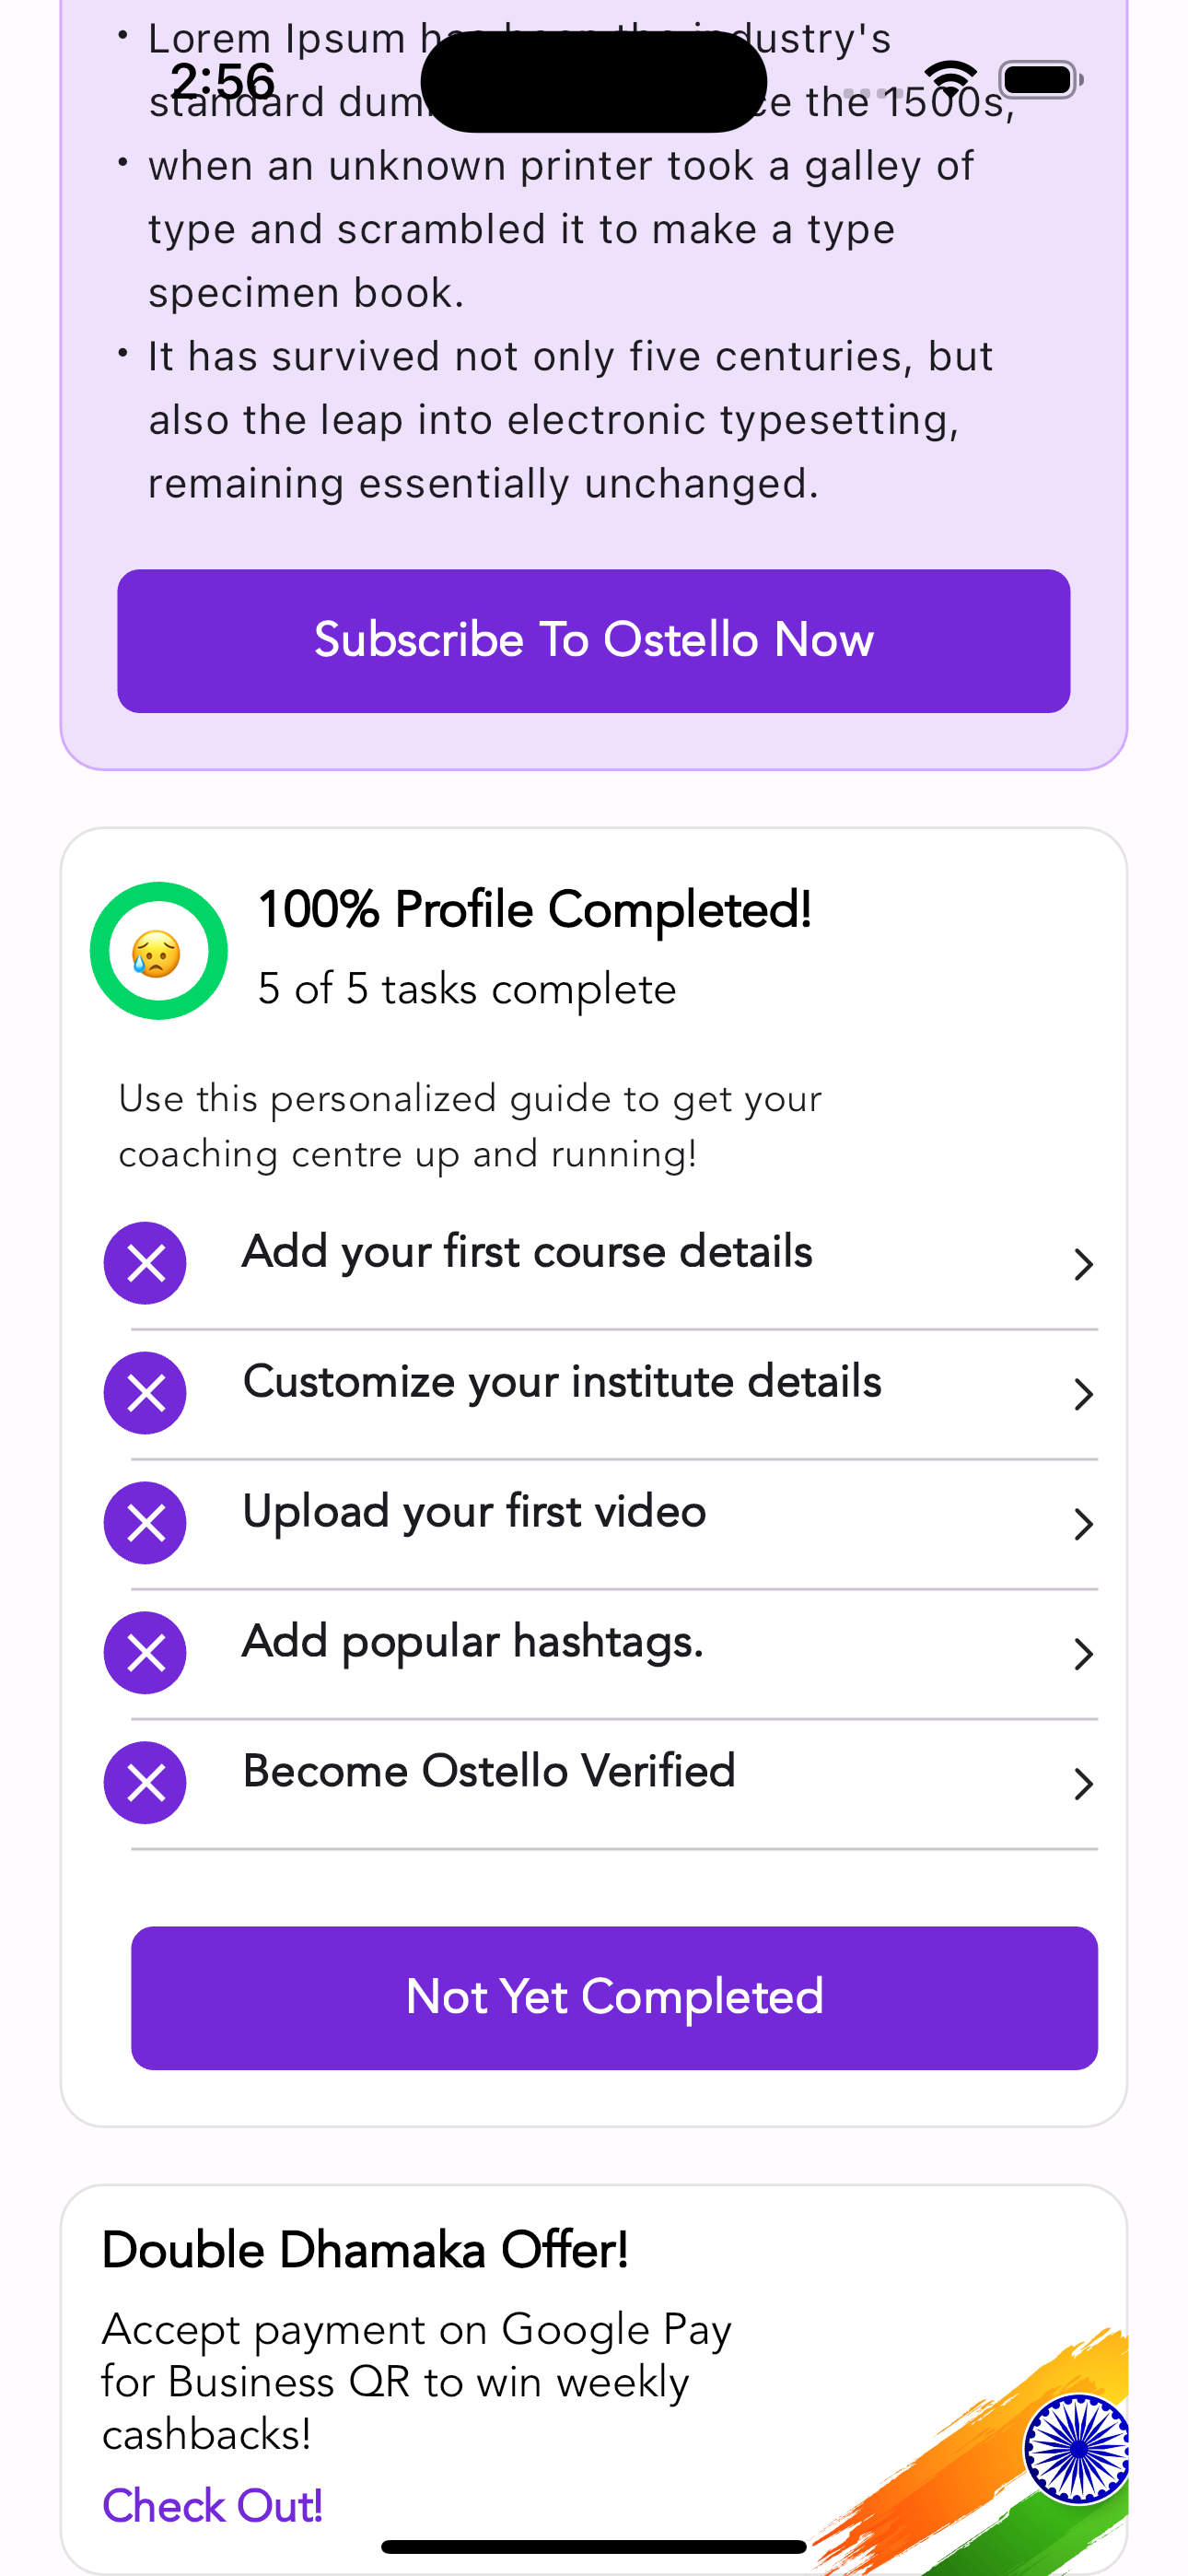 • Lorem Ipsum has been the industry's
2:56
standard dum ce the 1500s,
• when an unknown printer took a galley of
type and scrambled it to make a type
specimen book.
• It has survived not only five centuries, but
also the leap into electronic typesetting,
remaining essentially unchanged.
Subscribe To Ostello Now
100% Profile Completed!
5 of 5 tasks complete
Use this personalized guide to get your
coaching centre up and running!
Add your first course details
Customize your institute details
Upload your first video
Add popular hashtags.
Become Ostello Verified
Not Yet Completed
Double Dhamaka Offer!
Accept payment on Google Pay
for Business QR to win weekly
cashbacks!
Check Out!